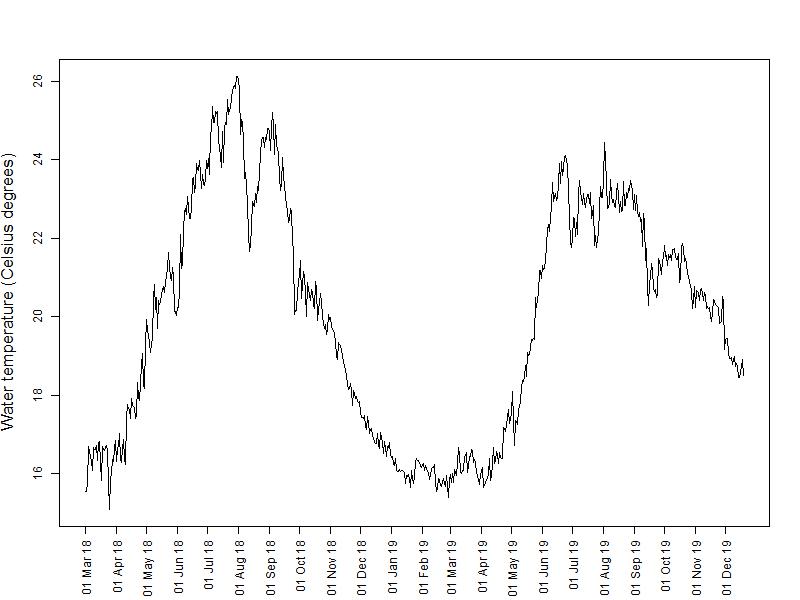 Water temperature (Celsius degrees)
26
24
22
20
18
16
01 Mar 18
01 Apr 18
01 May 18
01 Jun 18
01 Jul 18
01 Aug 18
01 Sep 18
01 Oct 18
01 Nov 18
01 Dec 18
01 Jan 19
01 Feb 19
01 Mar 19
01 Apr 19
01 May 19
01 Jun 19
01 Jul 19
01 Aug 19
01 Sep 19
01 Oct 19
01 Nov 19
01 Dec 19